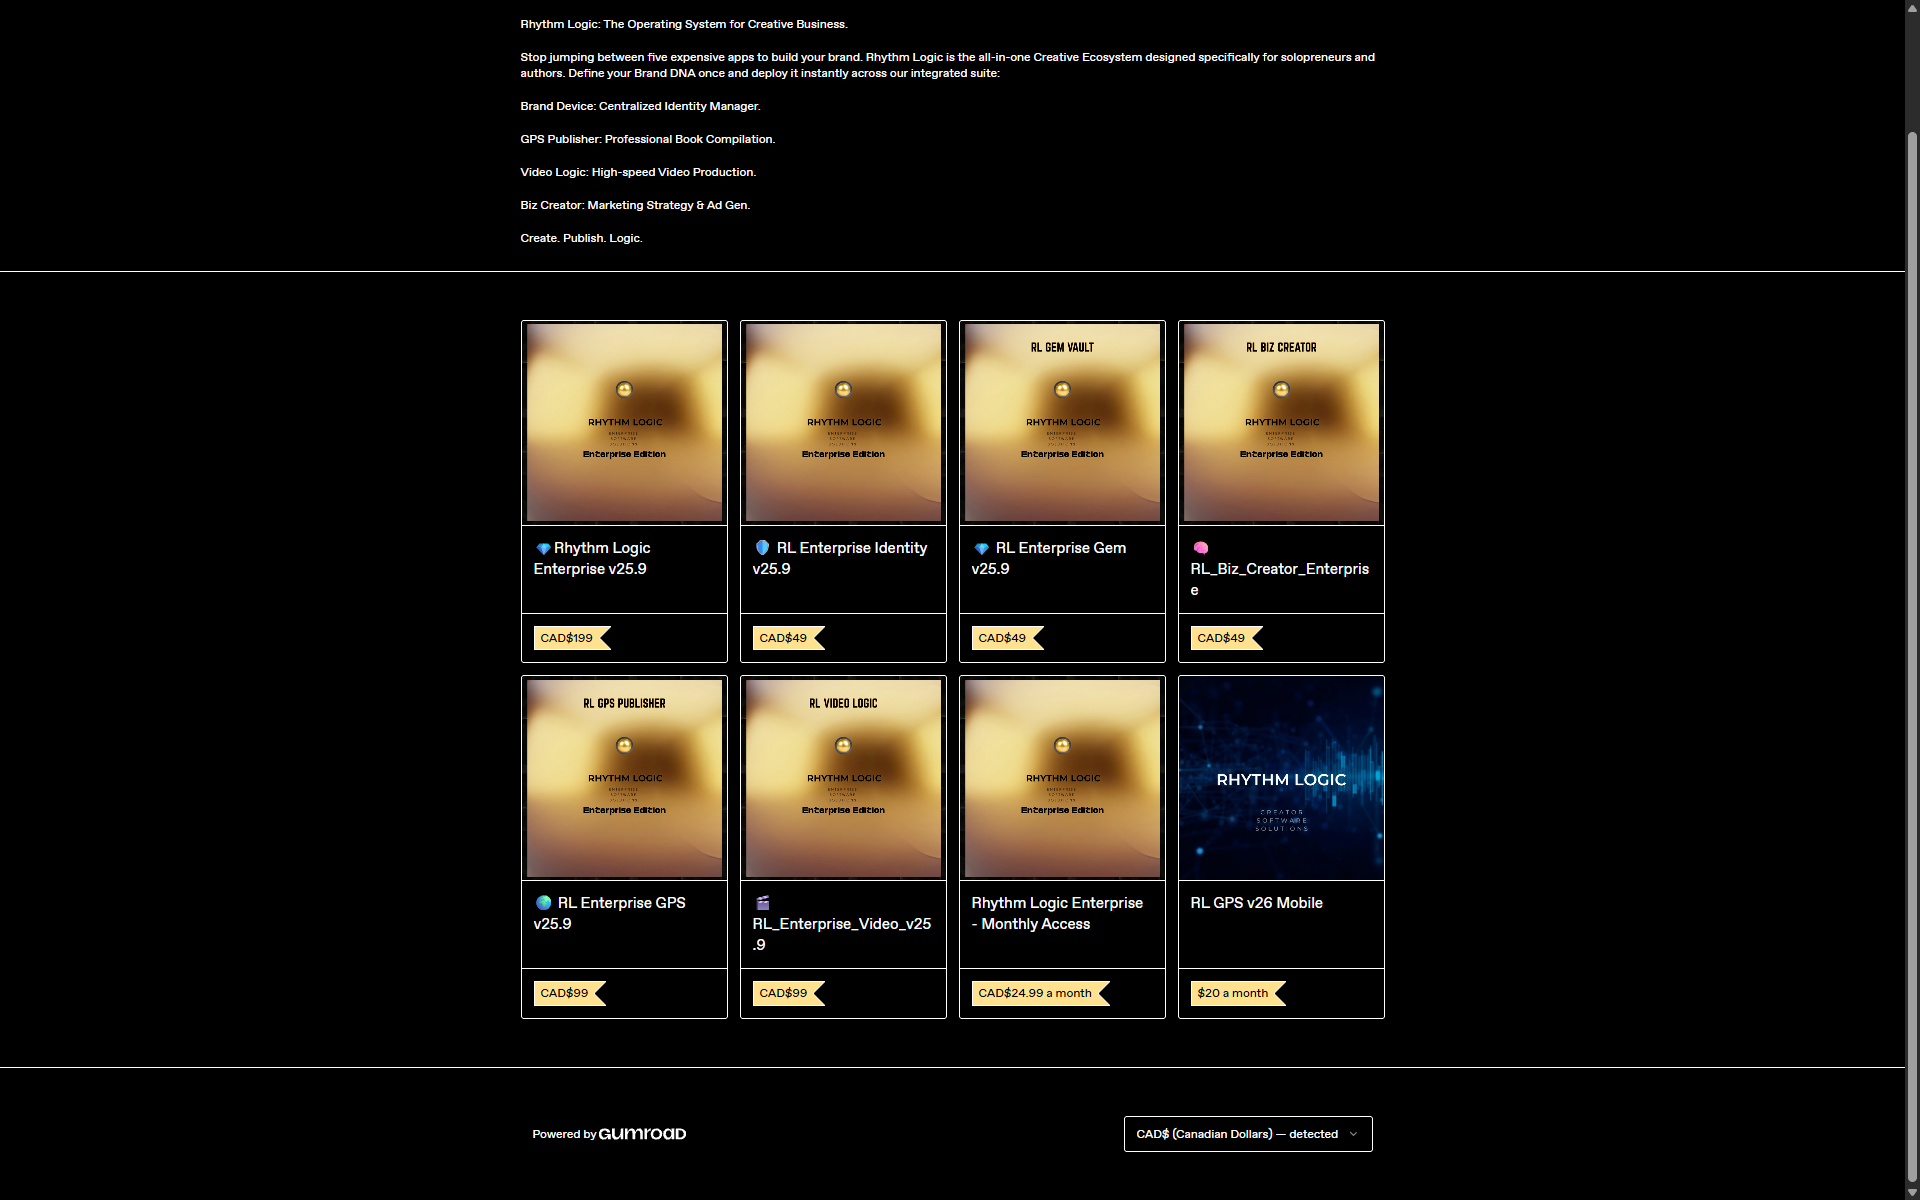 Rhythm Logic: The Operating System for Creative Business.
Stop jumping between five expensive apps to build your brand. Rhythm Logic is the all-in-one Creative Ecosystem designed specifically for solopreneurs and
authors. Define your Brand DNA once and deploy it instantly across our integrated suite:
Brand Device: Centralized Identity Manager.
GPS Publisher: Professional Book Compilation.
Video Logic: High-speed Video Production.
Biz Creator: Marketing Strategy & Ad Gen.
Create. Publish. Logic.
RHYTHM LOGIC
Enterprise Edition
💎Rhythm Logic
Enterprise v25.9
CAD$199
RHYTHM LOGIC
Enterprise Edition
🛡️ RL Enterprise Identity
v25.9
CAD$49
RL GEM VAULT
RHYTHM LOGIC
Enterprise Edition
💎 RL Enterprise Gem
v25.9
CAD$49
RL BIZ CREATOR
RHYTHM LOGIC
Enterprise Edition
🧠
RL_Biz_Creator_Enterpris
e
CAD$49
RL GPS PUBLISHER
RHYTHM LOGIC
Enterprise Edition
🌍 RL Enterprise GPS
v25.9
CAD$99
RL VIDEO LOGIC
RHYTHM LOGIC
Enterprise Edition
🎬
RL_Enterprise_Video_v25
.9
CAD$99
RHYTHM LOGIC
Enterprise Edition
Rhythm Logic Enterprise
- Monthly Access
CAD$24.99 a month
RHYTHM LOGIC
CREATOR
SOFTWARE
SOLUTIONS
RL GPS v26 Mobile
$20 a month
Powered by GUMROAD
CAD$ (Canadian Dollars) — detected